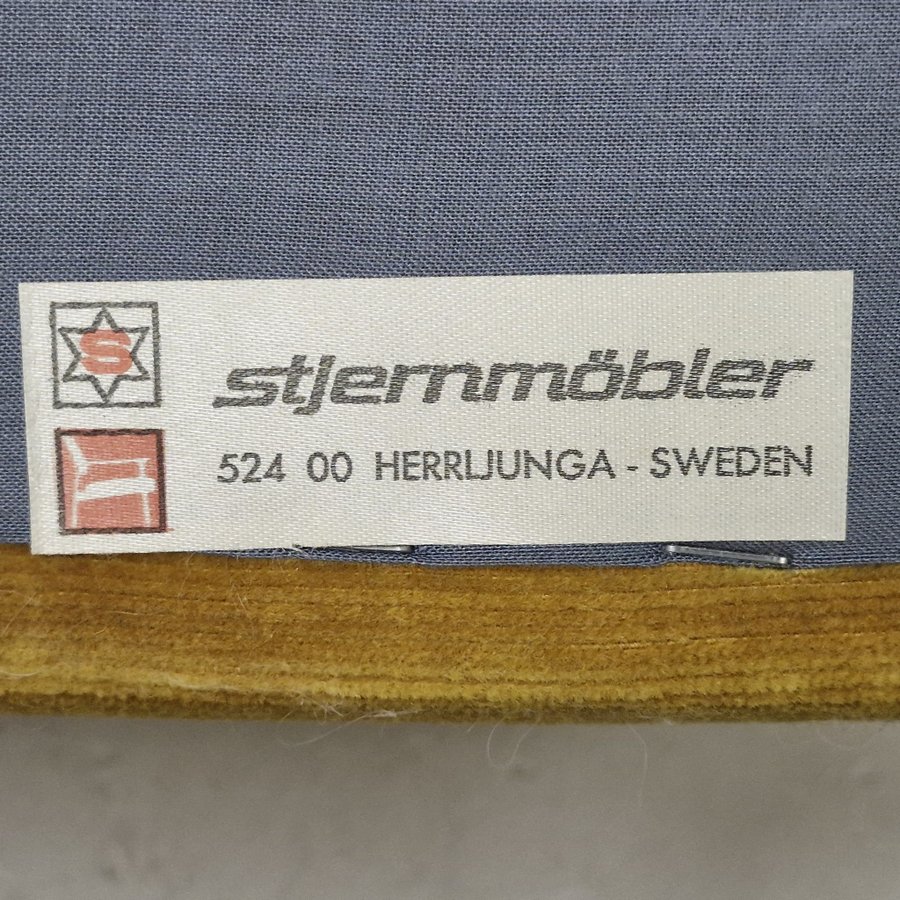 S
stjernmöbler
524 00 HERRLJUNGA - SWEDEN